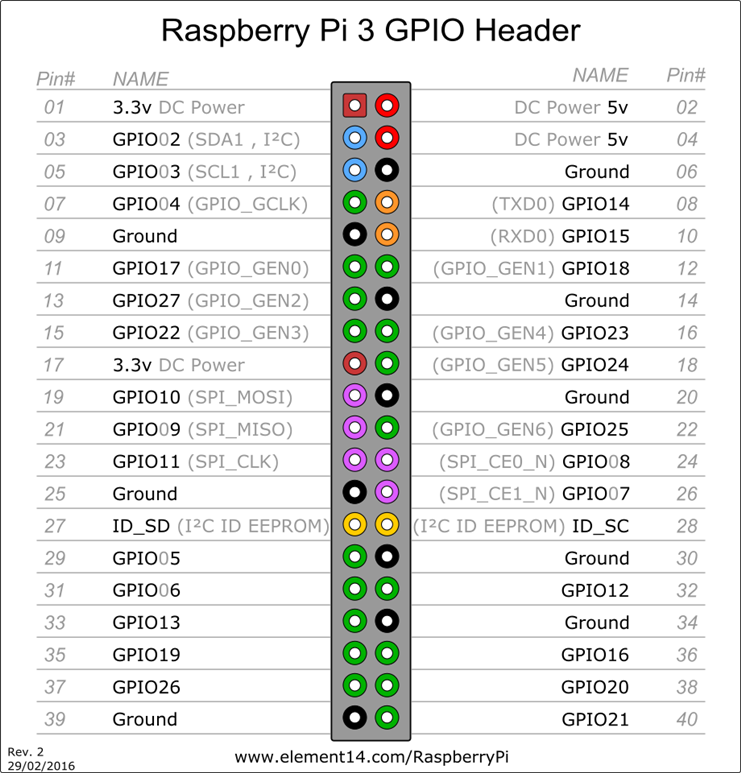 Raspberry Pi 3 GPIO Header
Pin# NAME NAME Pin#
01 3.3v DC Power DC Power 5v 02
03 GPIO02 (SDA1 , I²C) DC Power 5v 04
05 GPIO03 (SCL1 , I²C) Ground 06
07 GPIO04 (GPIO_GCLK) (TXD0) GPIO14 08
09 Ground (RXD0) GPIO15 10
11 GPIO17 (GPIO_GEN0) (GPIO_GEN1) GPIO18 12
13 GPIO27 (GPIO_GEN2) Ground 14
15 GPIO22 (GPIO_GEN3) (GPIO_GEN4) GPIO23 16
17 3.3v DC Power (GPIO_GEN5) GPIO24 18
19 GPIO10 (SPI_MOSI) Ground 20
21 GPIO09 (SPI_MISO) (GPIO_GEN6) GPIO25 22
23 GPIO11 (SPI_CLK) (SPI_CE0_N) GPIO08 24
25 Ground (SPI_CE1_N) GPIO07 26
27 ID_SD (I²C ID EEPROM) (I²C ID EEPROM) ID_SC 28
29 GPIO05 Ground 30
31 GPIO06 GPIO12 32
33 GPIO13 Ground 34
35 GPIO19 GPIO16 36
37 GPIO26 GPIO20 38
39 Ground GPIO21 40
Rev. 2
29/02/2016
www.element14.com/RaspberryPi